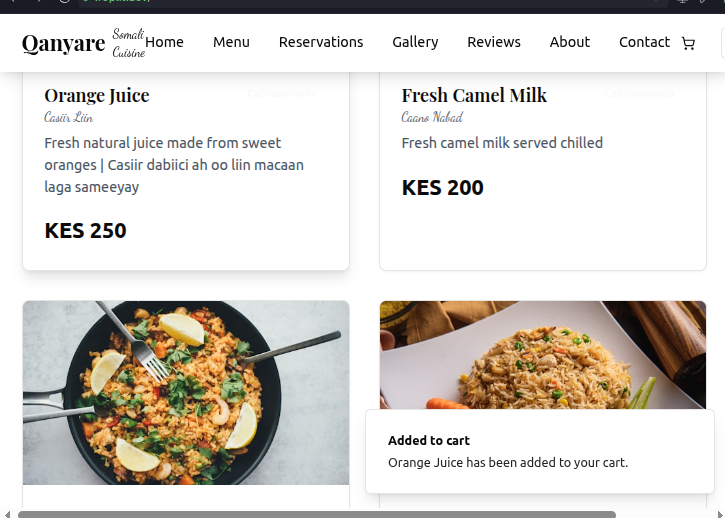 Qanyare
Somali
Cuisine
Home
Menu
Reservations
Gallery
Reviews
About
Contact
Orange Juice
Casiir Liin
Fresh natural juice made from sweet
oranges | Casiir dabiici ah oo liin macaan
laga sameeyay
KES 250
Fresh Camel Milk
Caano Nabad
Fresh camel milk served chilled
KES 200
Added to cart
Orange Juice has been added to your cart.